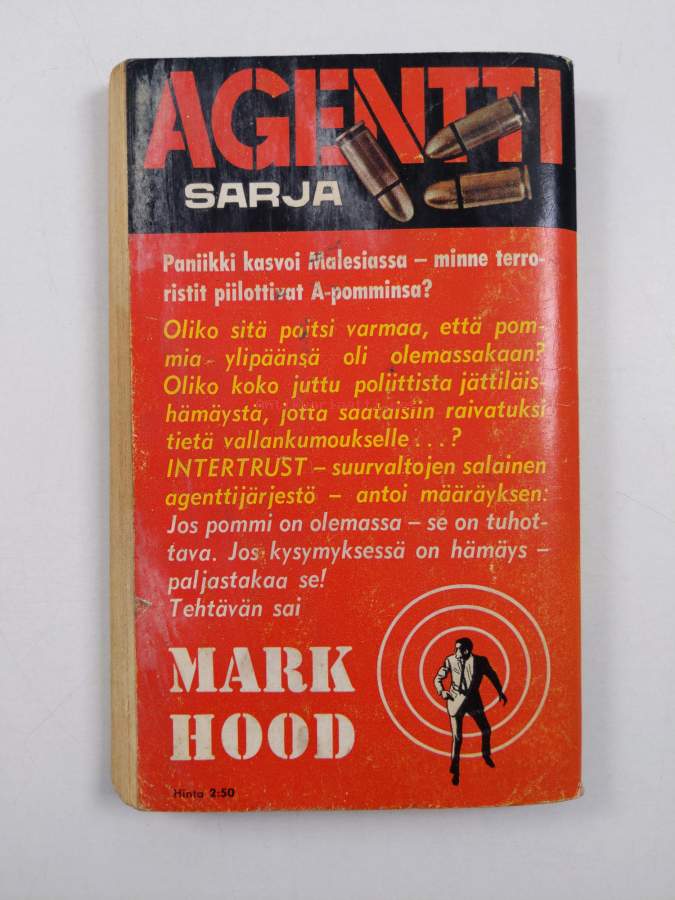 AGENTTI
SARJA
Paniikki kasvoi Malesiassa – minne terro-
ristit piilottivat A-pomminsa?
Oliko sitä paitsi varmaa, että pom-
mia ylipäänsä oli olemassakaan?
Oliko koko juttu poliittista jättiläis-
hämäystä, jotta saataisiin raivatuksi
tietä vallankumoukselle . . . ?
INTERTRUST – suurvaltojen salainen
agenttijärjestö – antoi määräyksen:
Jos pommi on olemassa – se on tuhot-
tava. Jos kysymyksessä on hämäys –
paljastakaa se!
Tehtävän sai
MARK
HOOD
Hinta 2:50